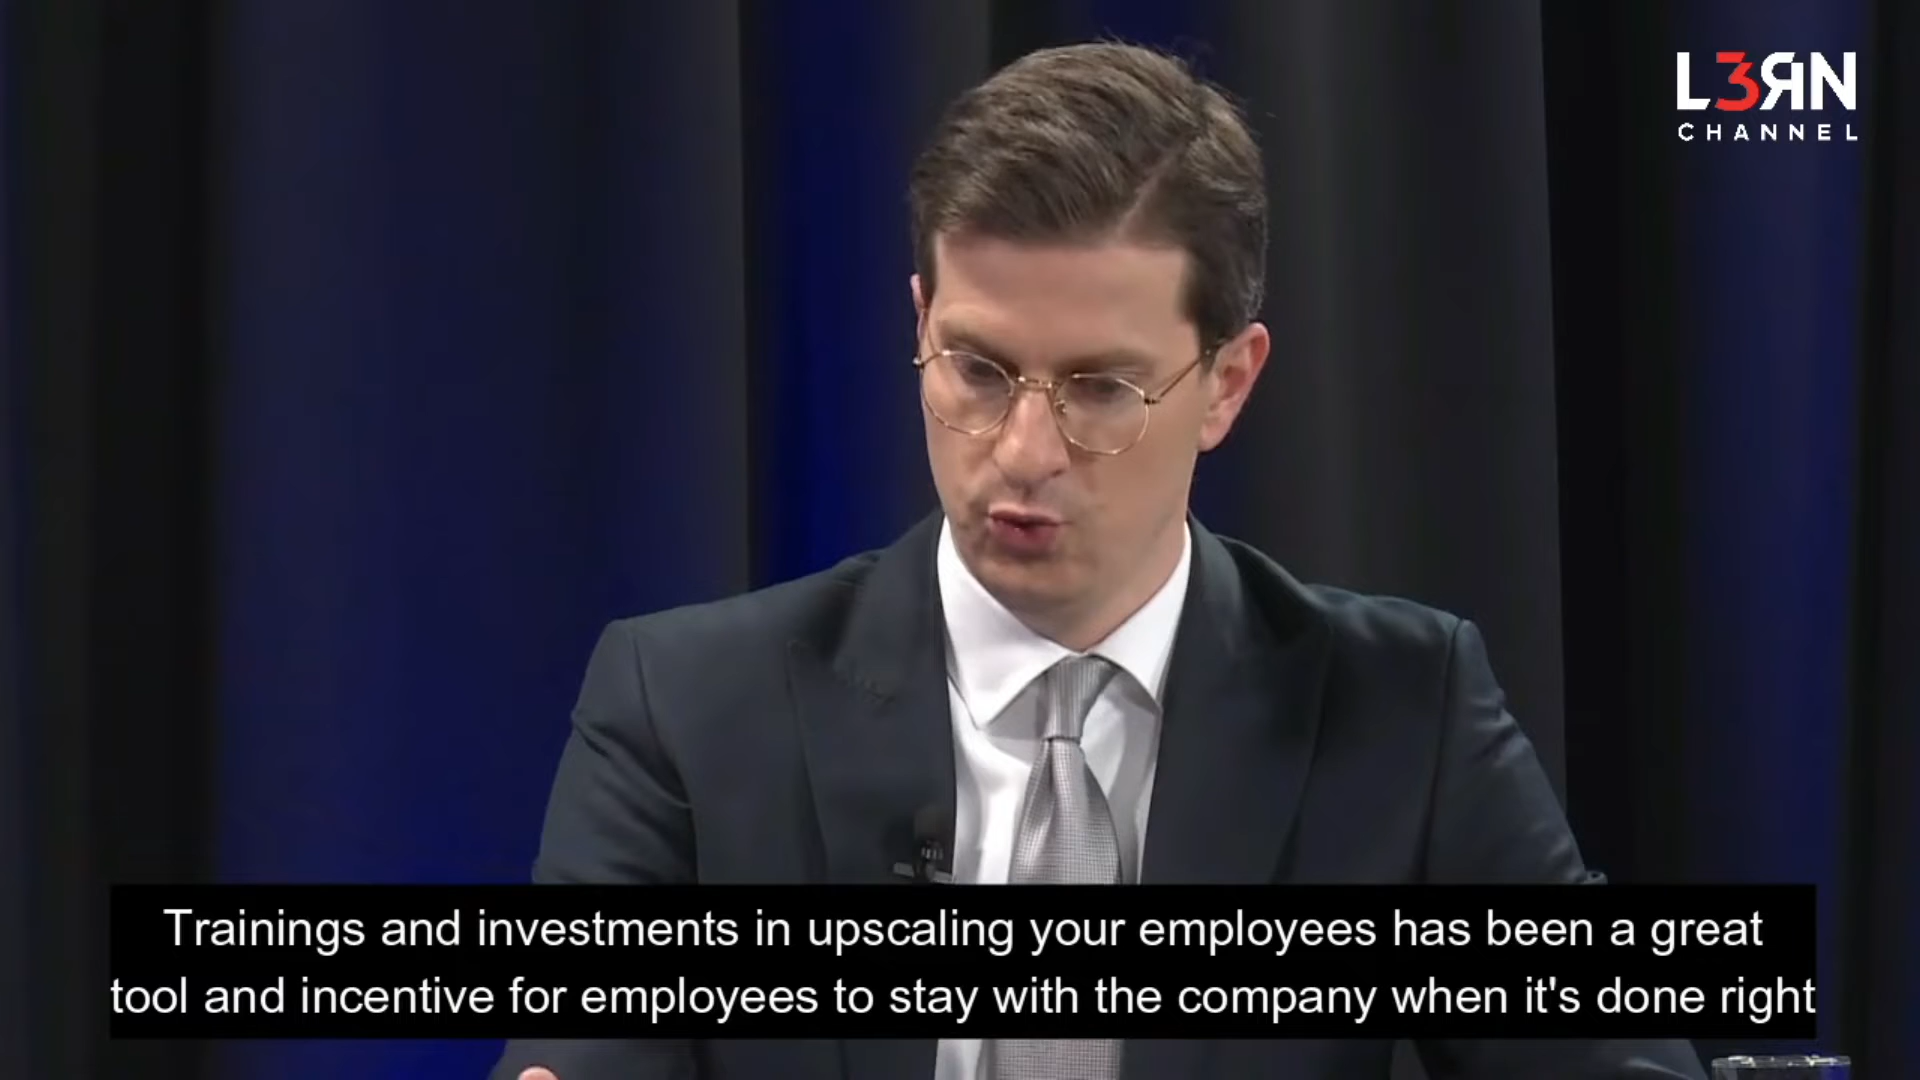 L3ЯN
CHANNEL
Trainings and investments in upscaling your employees has been a great
tool and incentive for employees to stay with the company when it's done right